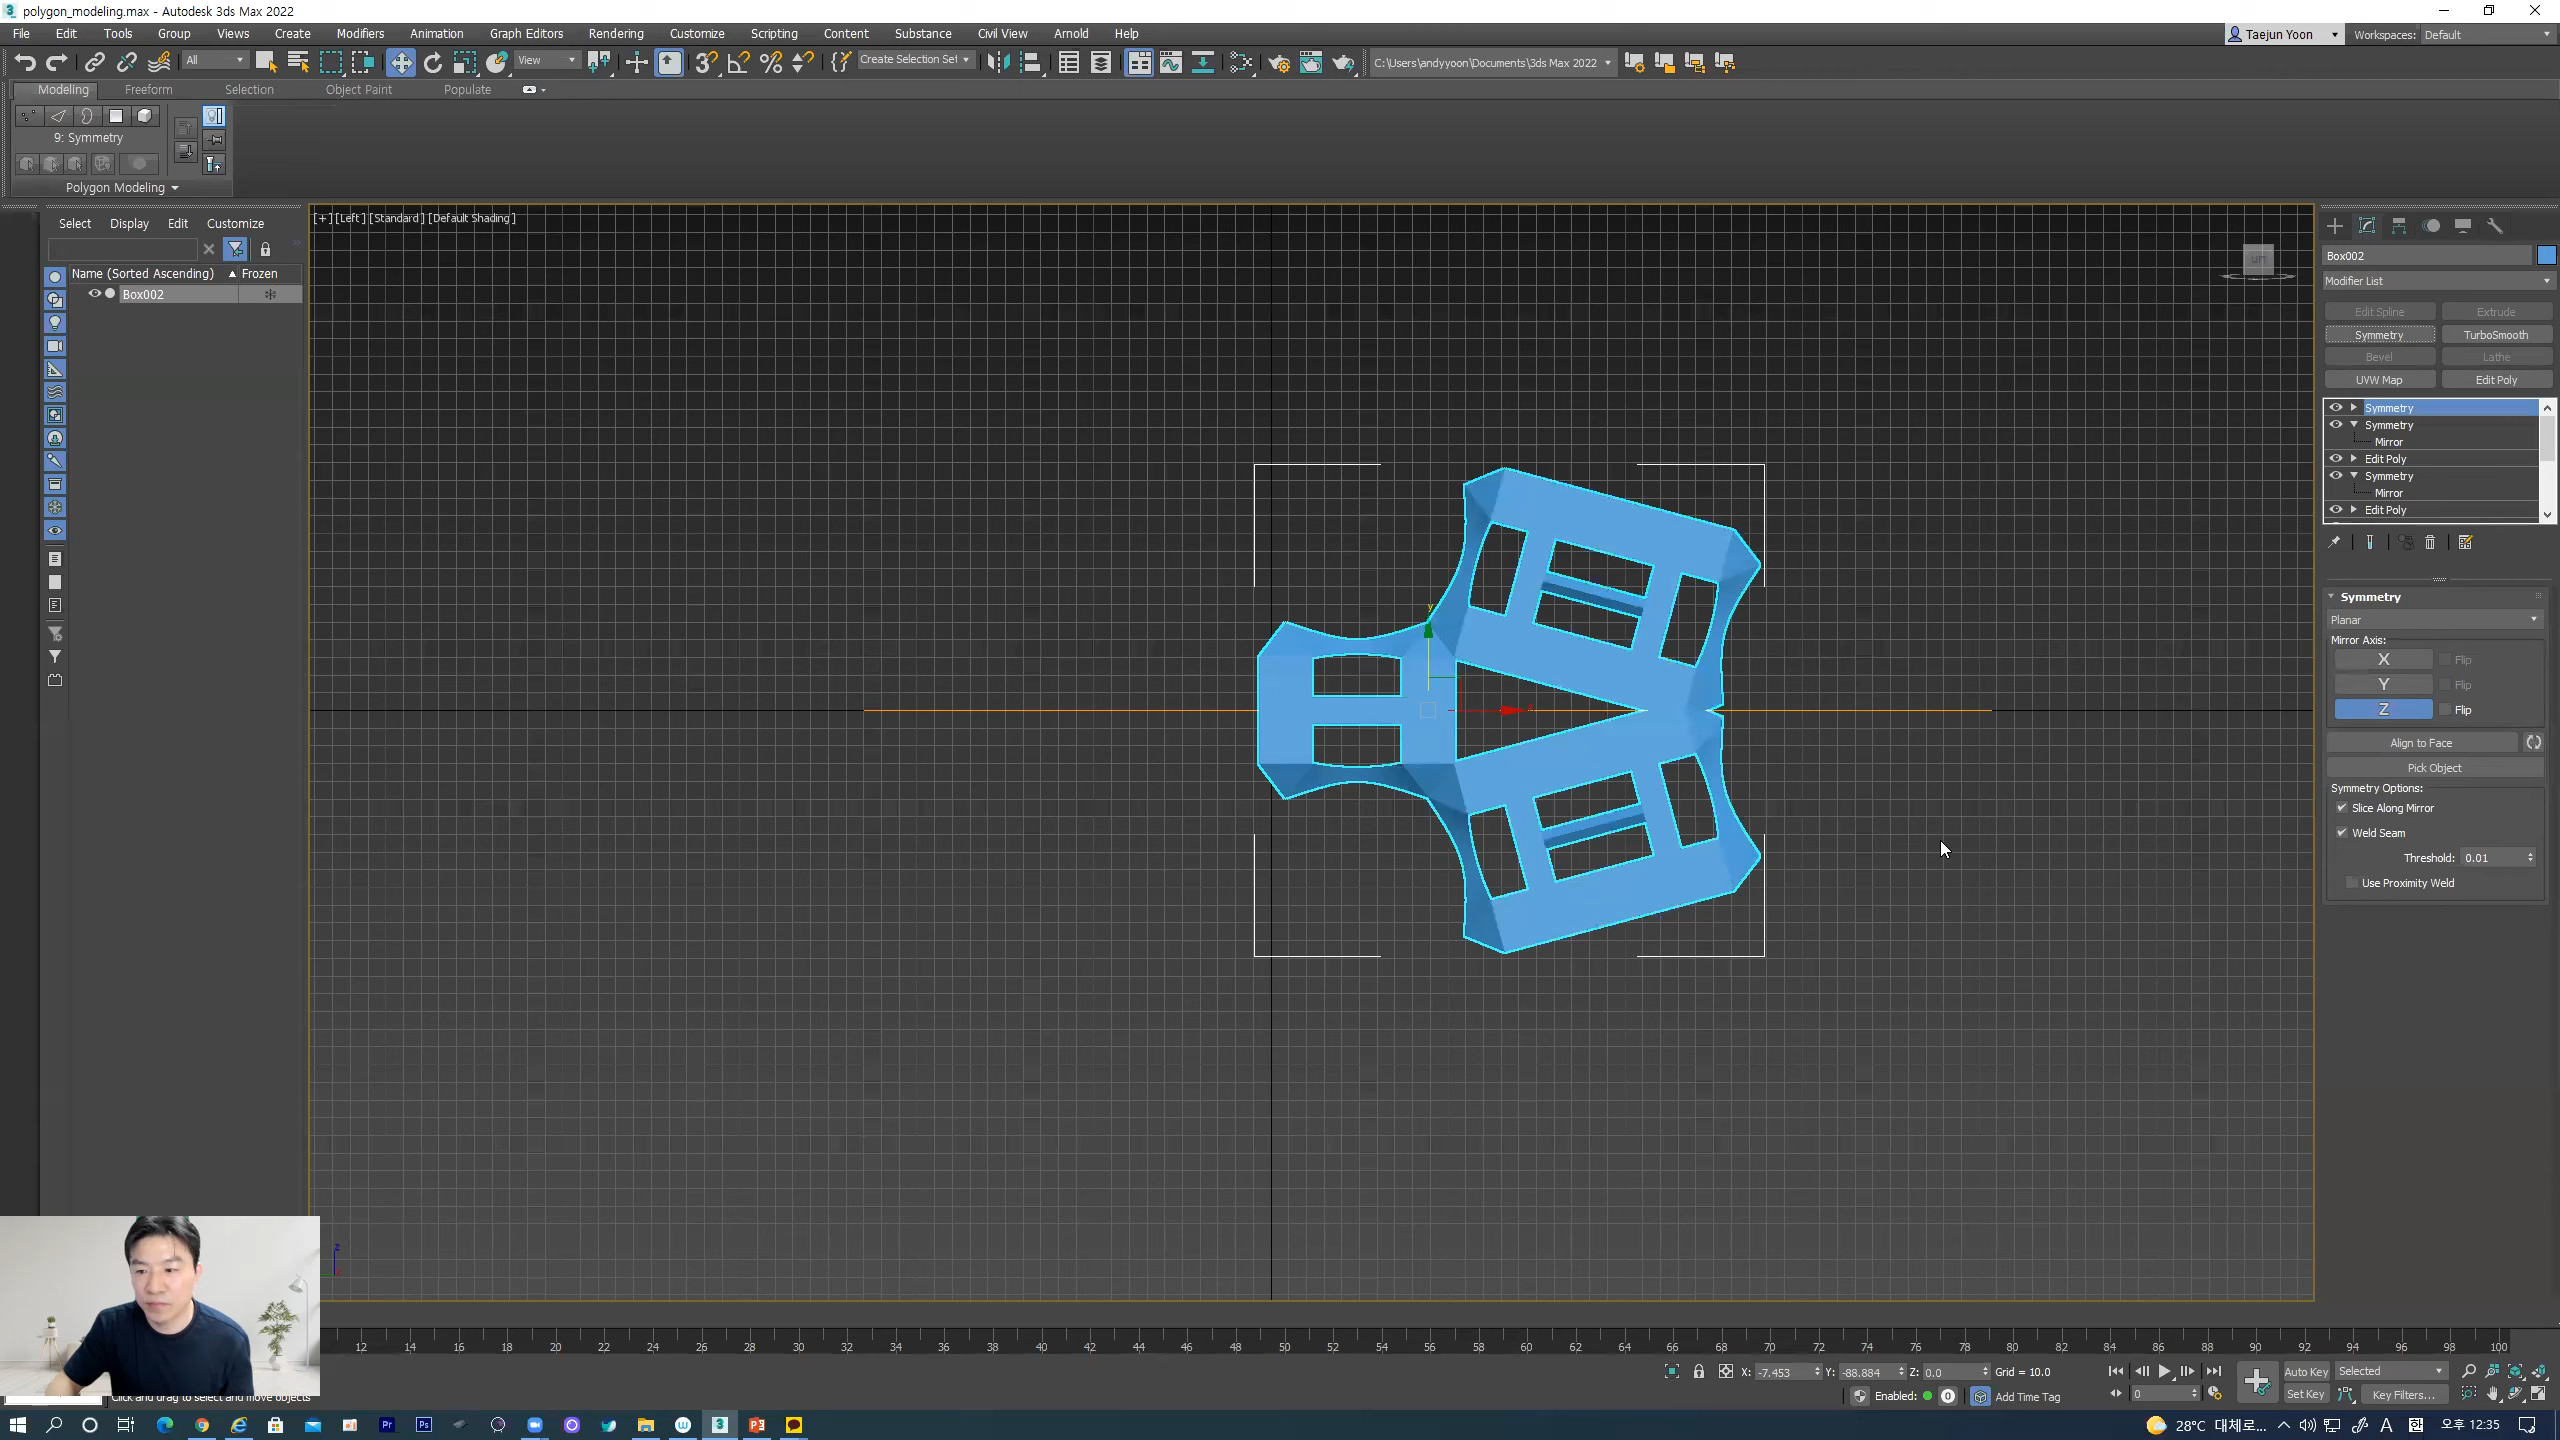 polygon_modeling.max - Autodesk 3ds Max 2022
File Edit Tools Group Views Create Modifiers Animation Graph Editors Rendering Customize Scripting Content Substance Civil View Arnold Help
Taejun Yoon Workspaces: Default
All View Create Selection Set C:\Users\andyyoon\Documents\3ds Max 2022
Modeling Freeform Selection Object Paint Populate
9: Symmetry
Polygon Modeling
Select Display Edit Customize
Name (Sorted Ascending) Frozen
Box002
[+] [Left] [Standard] [Default Shading]
y
x
z
x
Box002
Modifier List
Edit Spline Extrude
Symmetry TurboSmooth
Bevel Lathe
UVW Map Edit Poly
Symmetry
Symmetry
Mirror
Edit Poly
Symmetry
Mirror
Edit Poly
Symmetry
Planar
Mirror Axis:
X Flip
Y Flip
Z Flip
Align to Face
Pick Object
Symmetry Options:
Slice Along Mirror
Weld Seam
Threshold: 0.01
Use Proximity Weld
12 14 16 18 20 22 24 26 28 30 32 34 36 38 40 42 44 46 48 50 52 54 56 58 60 62 64 66 68 70 72 74 76 78 80 82 84 86 88 90 92 94 96 98 100
X: -7.453 Y: -88.884 Z: 0.0 Grid = 10.0
Auto Key Selected
Click and drag to select and move objects
Enabled: Add Time Tag
0 Set Key Key Filters...
28°C 대체로... A 한 오후 12:35